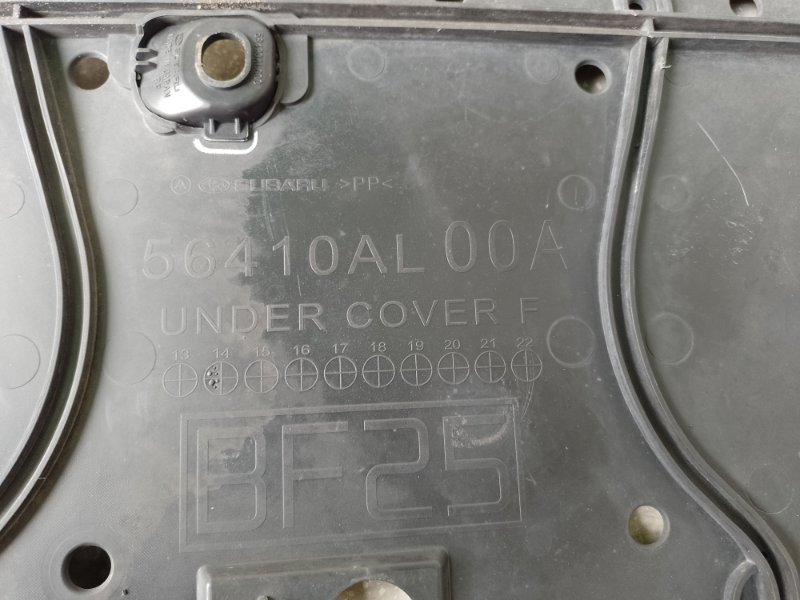 SUBARU >PP<
56410AL00A
UNDER COVER F
13 14 15 16 17 18 19 20 21 22
BF25